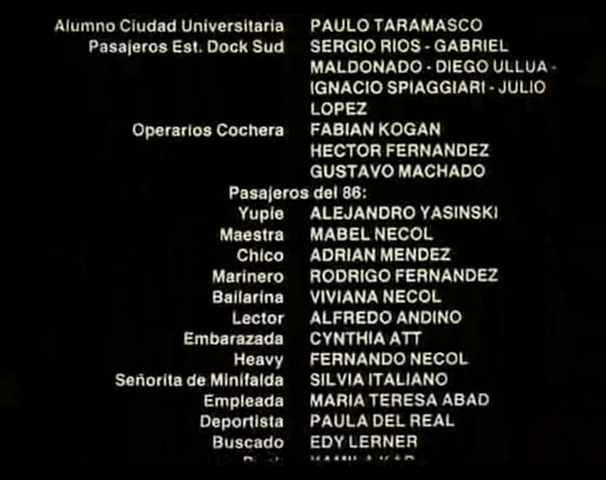 Alumno Ciudad Universitaria PAULO TARAMASCO
Pasajeros Est. Dock Sud SERGIO RIOS - GABRIEL
MALDONADO - DIEGO ULLUA -
IGNACIO SPIAGGIARI - JULIO
LOPEZ
Operarios Cochera FABIAN KOGAN
HECTOR FERNANDEZ
GUSTAVO MACHADO
Pasajeros del 86:
Yupie ALEJANDRO YASINSKI
Maestra MABEL NECOL
Chico ADRIAN MENDEZ
Marinero RODRIGO FERNANDEZ
Bailarina VIVIANA NECOL
Lector ALFREDO ANDINO
Embarazada CYNTHIA ATT
Heavy FERNANDO NECOL
Señorita de Minifalda SILVIA ITALIANO
Empleada MARIA TERESA ABAD
Deportista PAULA DEL REAL
Buscado EDY LERNER